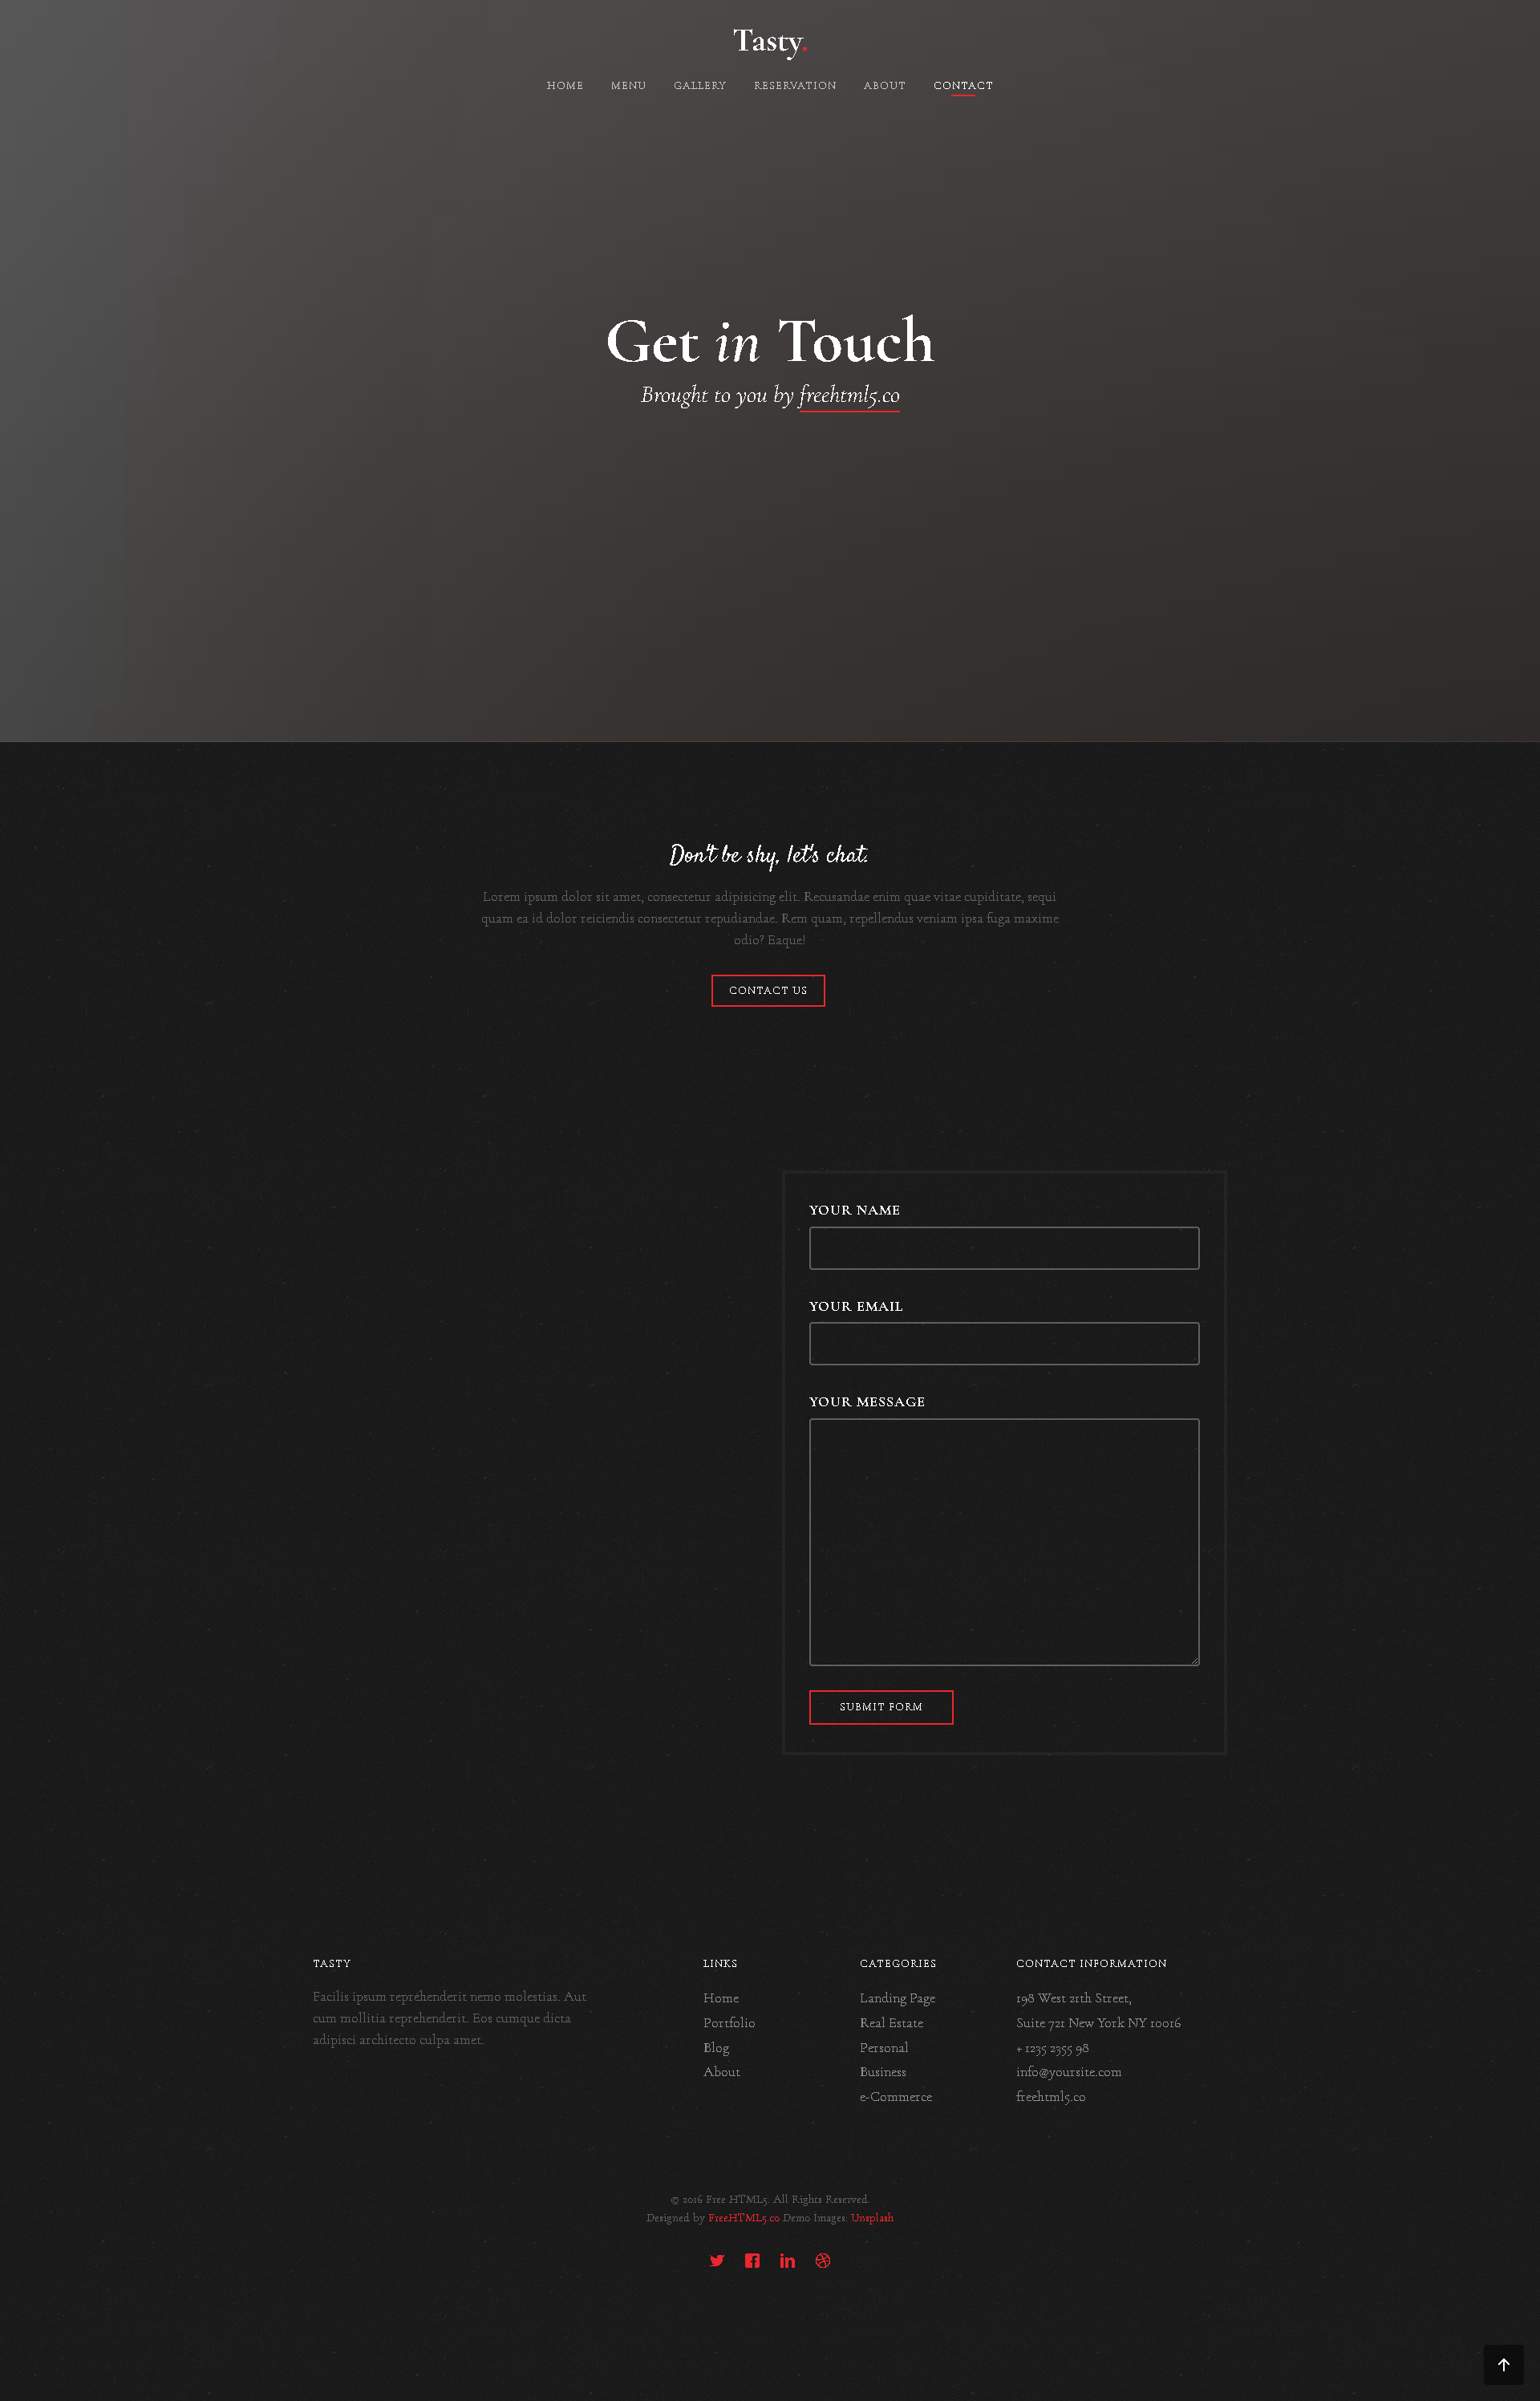 Tasty.
HOME MENU GALLERY RESERVATION ABOUT CONTACT
Get in Touch
Brought to you by freehtml5.co
Don't be shy, let's chat.
Lorem ipsum dolor sit amet, consectetur adipisicing elit. Recusandae enim quae vitae cupiditate, sequi
quam ea id dolor reiciendis consectetur repudiandae. Rem quam, repellendus veniam ipsa fuga maxime
odio? Eaque!
CONTACT US
YOUR NAME
YOUR EMAIL
YOUR MESSAGE
SUBMIT FORM
TASTY
Facilis ipsum reprehenderit nemo molestias. Aut
cum mollitia reprehenderit. Eos cumque dicta
adipisci architecto culpa amet.
LINKS
Home
Portfolio
Blog
About
CATEGORIES
Landing Page
Real Estate
Personal
Business
e-Commerce
CONTACT INFORMATION
198 West 21th Street,
Suite 721 New York NY 10016
+ 1235 2355 98
info@yoursite.com
freehtml5.co
© 2016 Free HTML5. All Rights Reserved.
Designed by FreeHTML5.co Demo Images: Unsplash